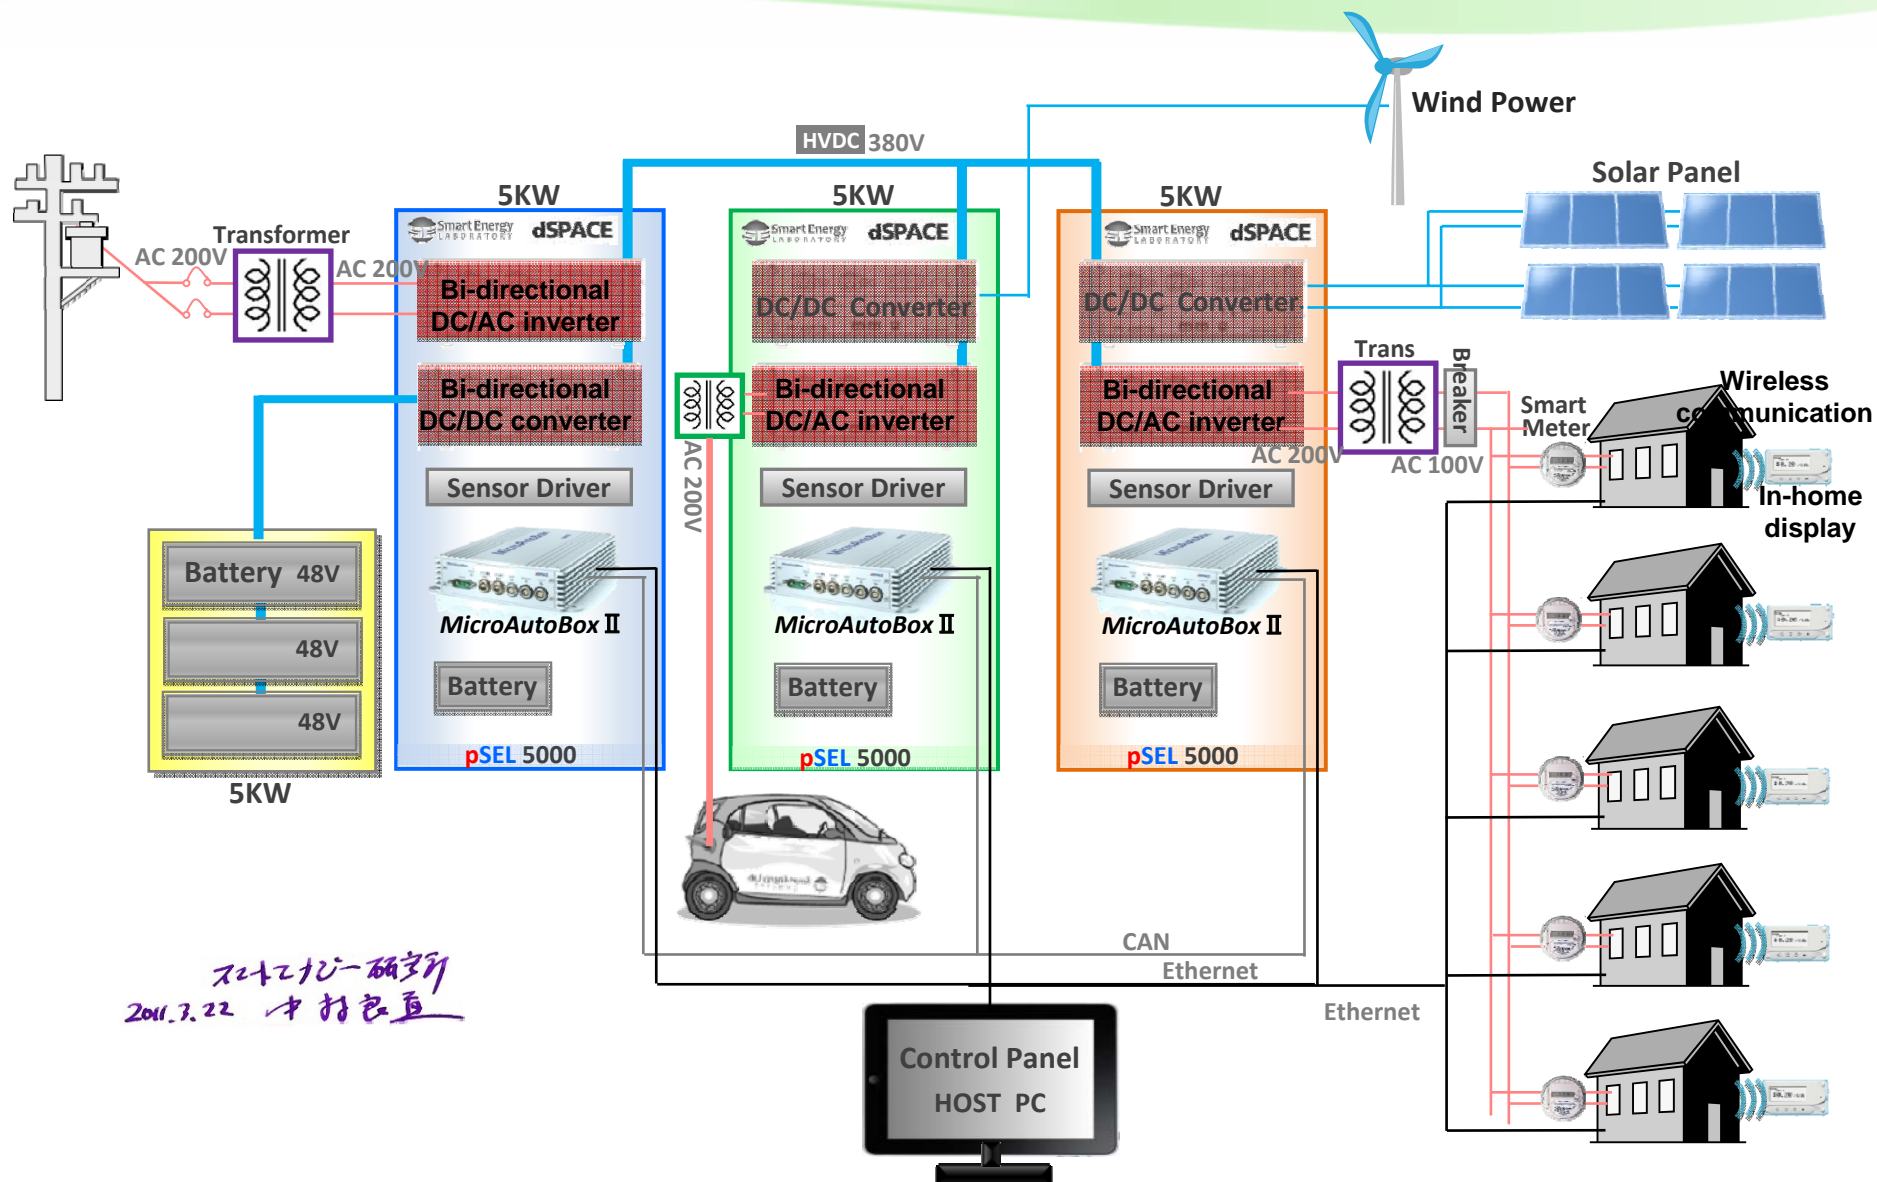 Wind Power
HVDC 380V
Solar Panel
5KW
5KW
5KW
Smart Energy
LABORATORY
dSPACE
Smart Energy
LABORATORY
dSPACE
Smart Energy
LABORATORY
dSPACE
Transformer
AC 200V
AC 200V
Bi-directional
DC/AC inverter
DC/DC Converter
DC/DC Converter
Bi-directional
DC/DC converter
Bi-directional
DC/AC inverter
Bi-directional
DC/AC inverter
Trans
Breaker
AC 200V
AC 100V
AC 200V
Smart
Meter
Wireless
communication
In-home
display
Sensor Driver
Sensor Driver
Sensor Driver
MicroAutoBox II
MicroAutoBox II
MicroAutoBox II
Battery 48V
48V
48V
5KW
Battery
Battery
Battery
pSEL 5000
pSEL 5000
pSEL 5000
CAN
Ethernet
Ethernet
Control Panel
HOST PC
2011.3.22 中村良直